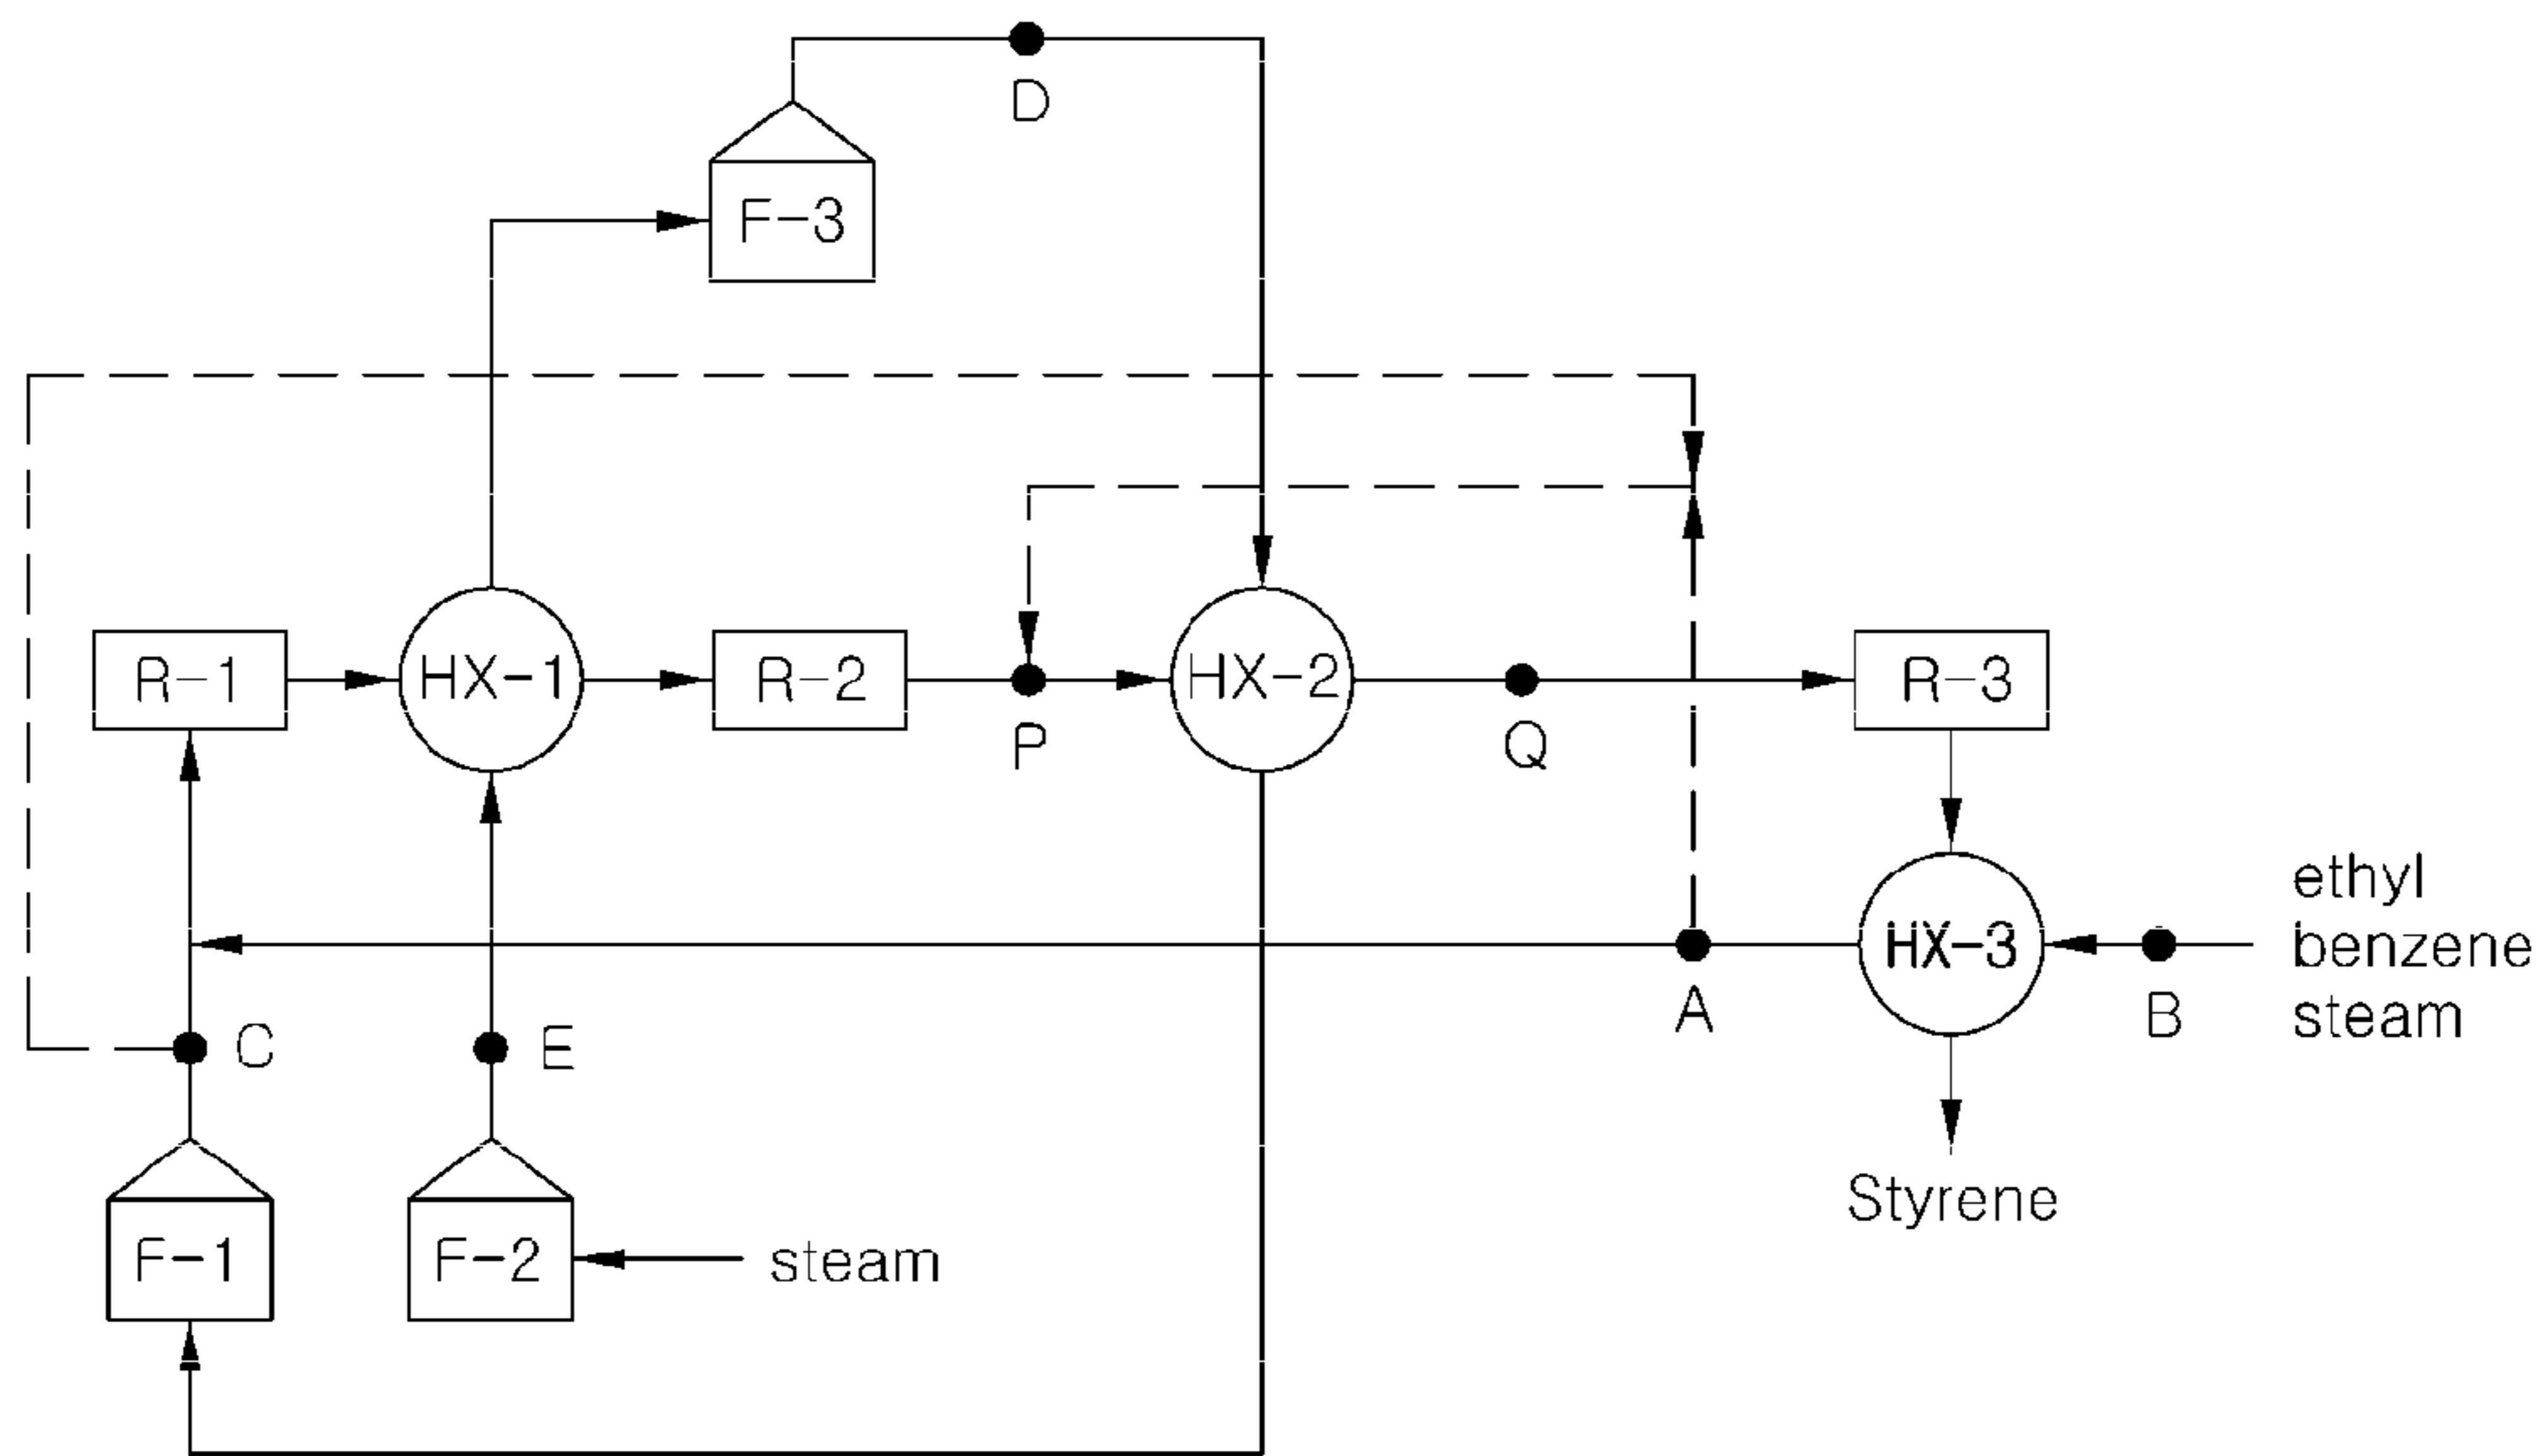 D
F-3
R-1
HX-1
R-2
P
HX-2
Q
R-3
ethyl
benzene
steam
HX-3
A
B
C
E
Styrene
F-1
F-2
steam